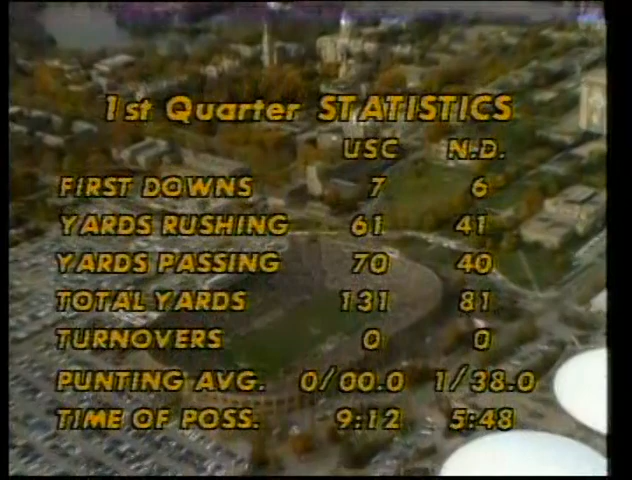 1st Quarter STATISTICS
USC N.D.
FIRST DOWNS 7 6
YARDS RUSHING 61 41
YARDS PASSING 70 40
TOTAL YARDS 131 81
TURNOVERS 0 0
PUNTING AVG. 0/00.0 1/38.0
TIME OF POSS. 9:12 5:48